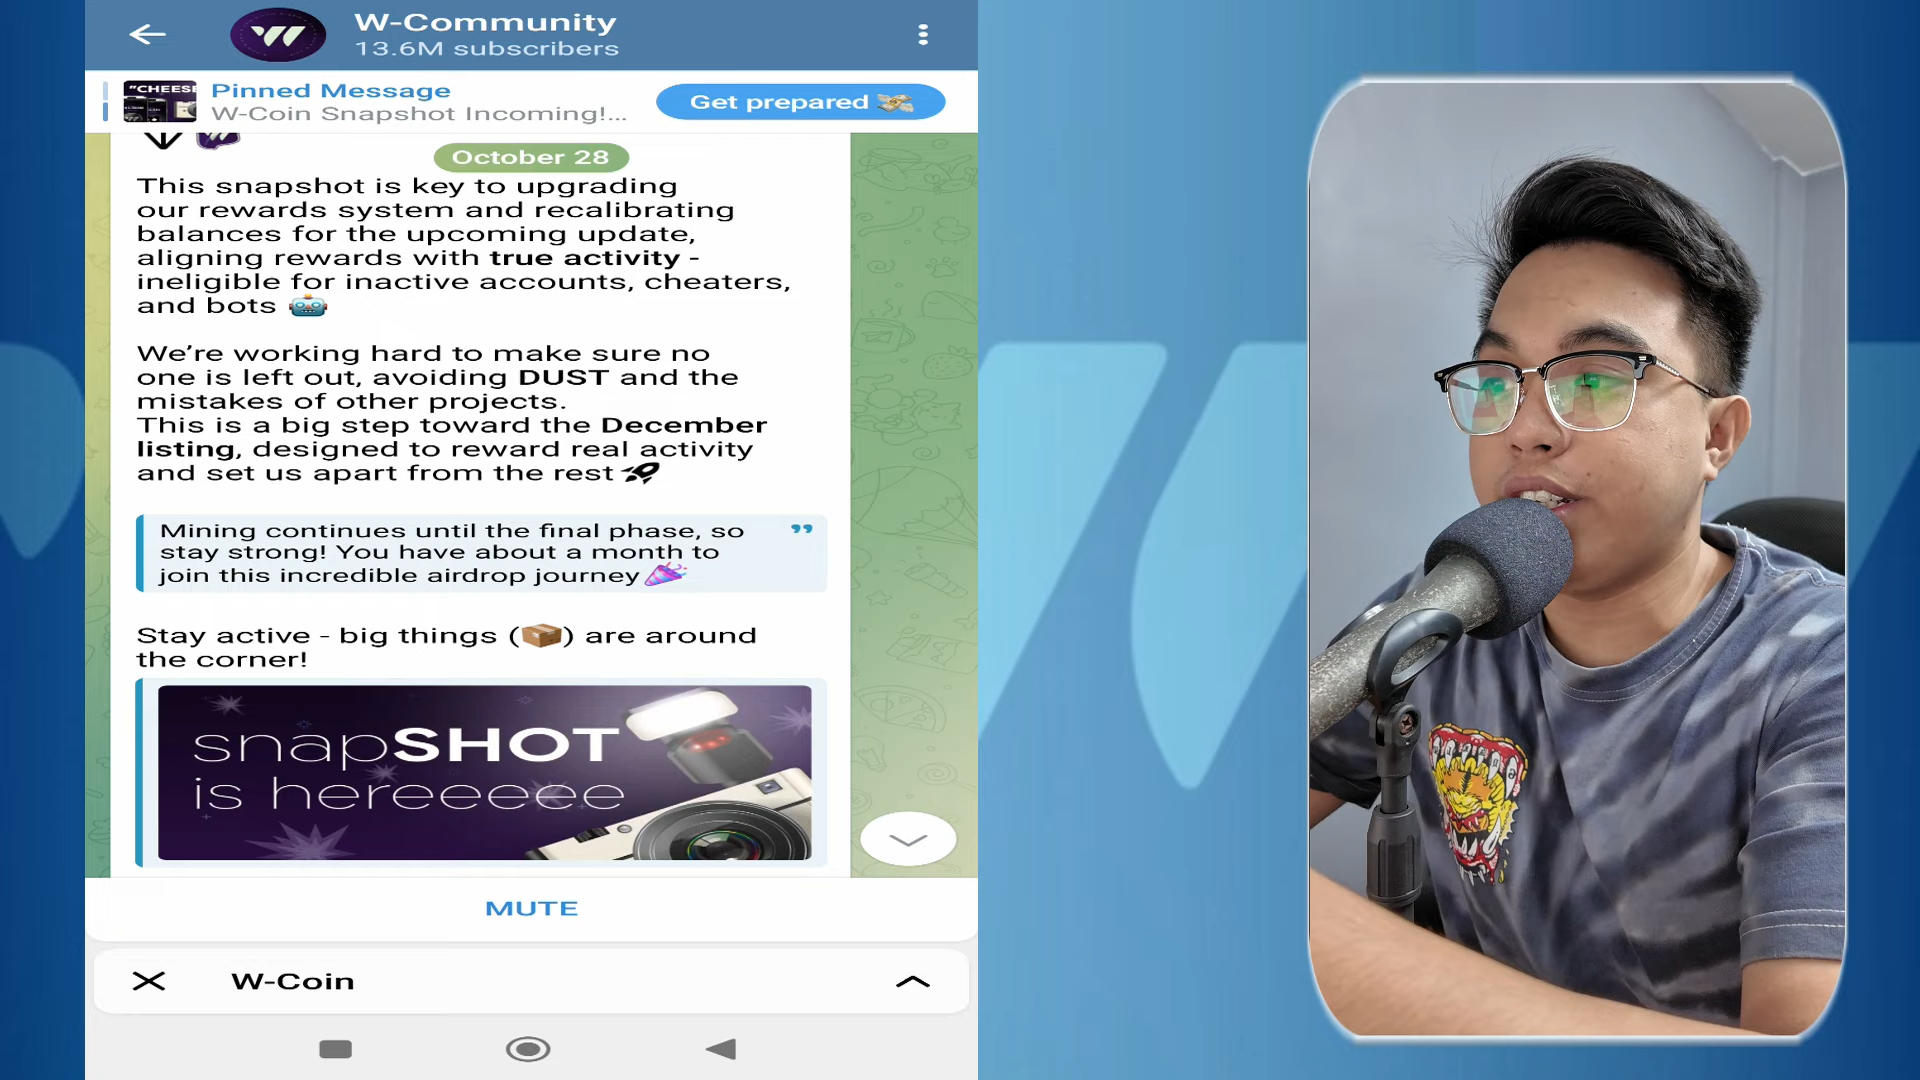 W-Community
13.6M subscribers
Pinned Message
W-Coin Snapshot Incoming!...
Get prepared 💸
"CHEESE
October 28
This snapshot is key to upgrading
our rewards system and recalibrating
balances for the upcoming update,
aligning rewards with true activity -
ineligible for inactive accounts, cheaters,
and bots 🤖
We’re working hard to make sure no
one is left out, avoiding DUST and the
mistakes of other projects.
This is a big step toward the December
listing, designed to reward real activity
and set us apart from the rest 🚀
Mining continues until the final phase, so
stay strong! You have about a month to
join this incredible airdrop journey 🎉
Stay active - big things (📦) are around
the corner!
snapSHOT
is hereeeee
MUTE
W-Coin